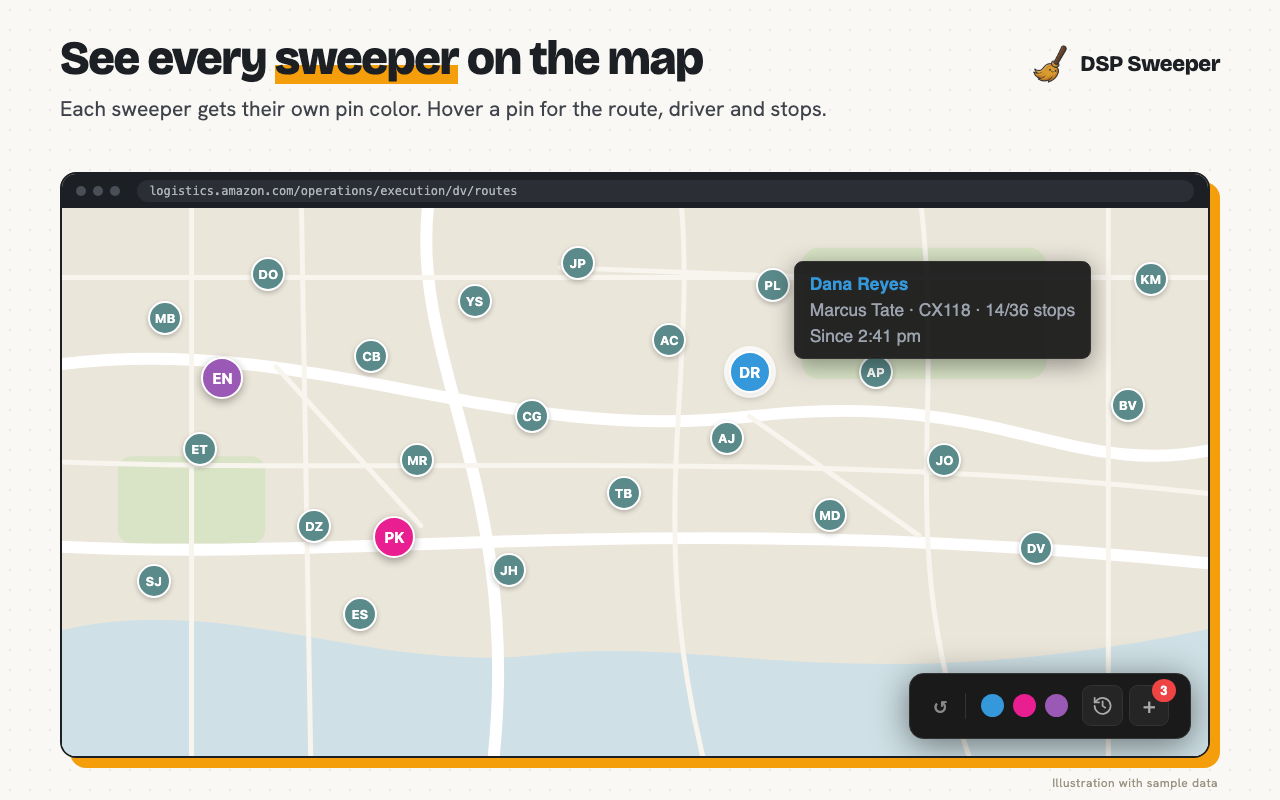 See every sweeper on the map
DSP Sweeper
Each sweeper gets their own pin color. Hover a pin for the route, driver and stops.
logistics.amazon.com/operations/execution/dv/routes
JP
DO
KM
PL
Dana Reyes
Marcus Tate · CX118 · 14/36 stops
Since 2:41 pm
YS
MB
AC
CB
EN
DR
AP
BV
CG
AJ
ET
MR
JO
TB
MD
DZ
PK
DV
JH
SJ
ES
3
↺
+
Illustration with sample data